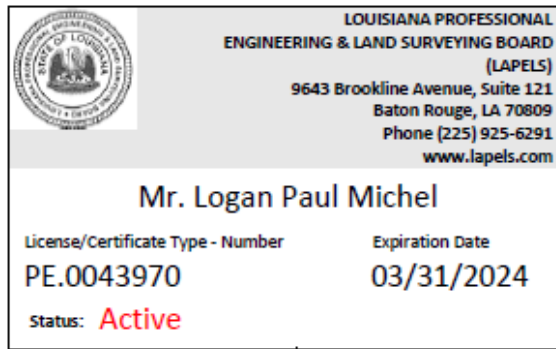 LOUISIANA PROFESSIONAL
ENGINEERING & LAND SURVEYING BOARD
(LAPELS)
9643 Brookline Avenue, Suite 121
Baton Rouge, LA 70809
Phone (225) 925-6291
www.lapels.com
STATE OF LOUISIANA
Mr. Logan Paul Michel
License/Certificate Type - Number
Expiration Date
PE.0043970
03/31/2024
Status: Active